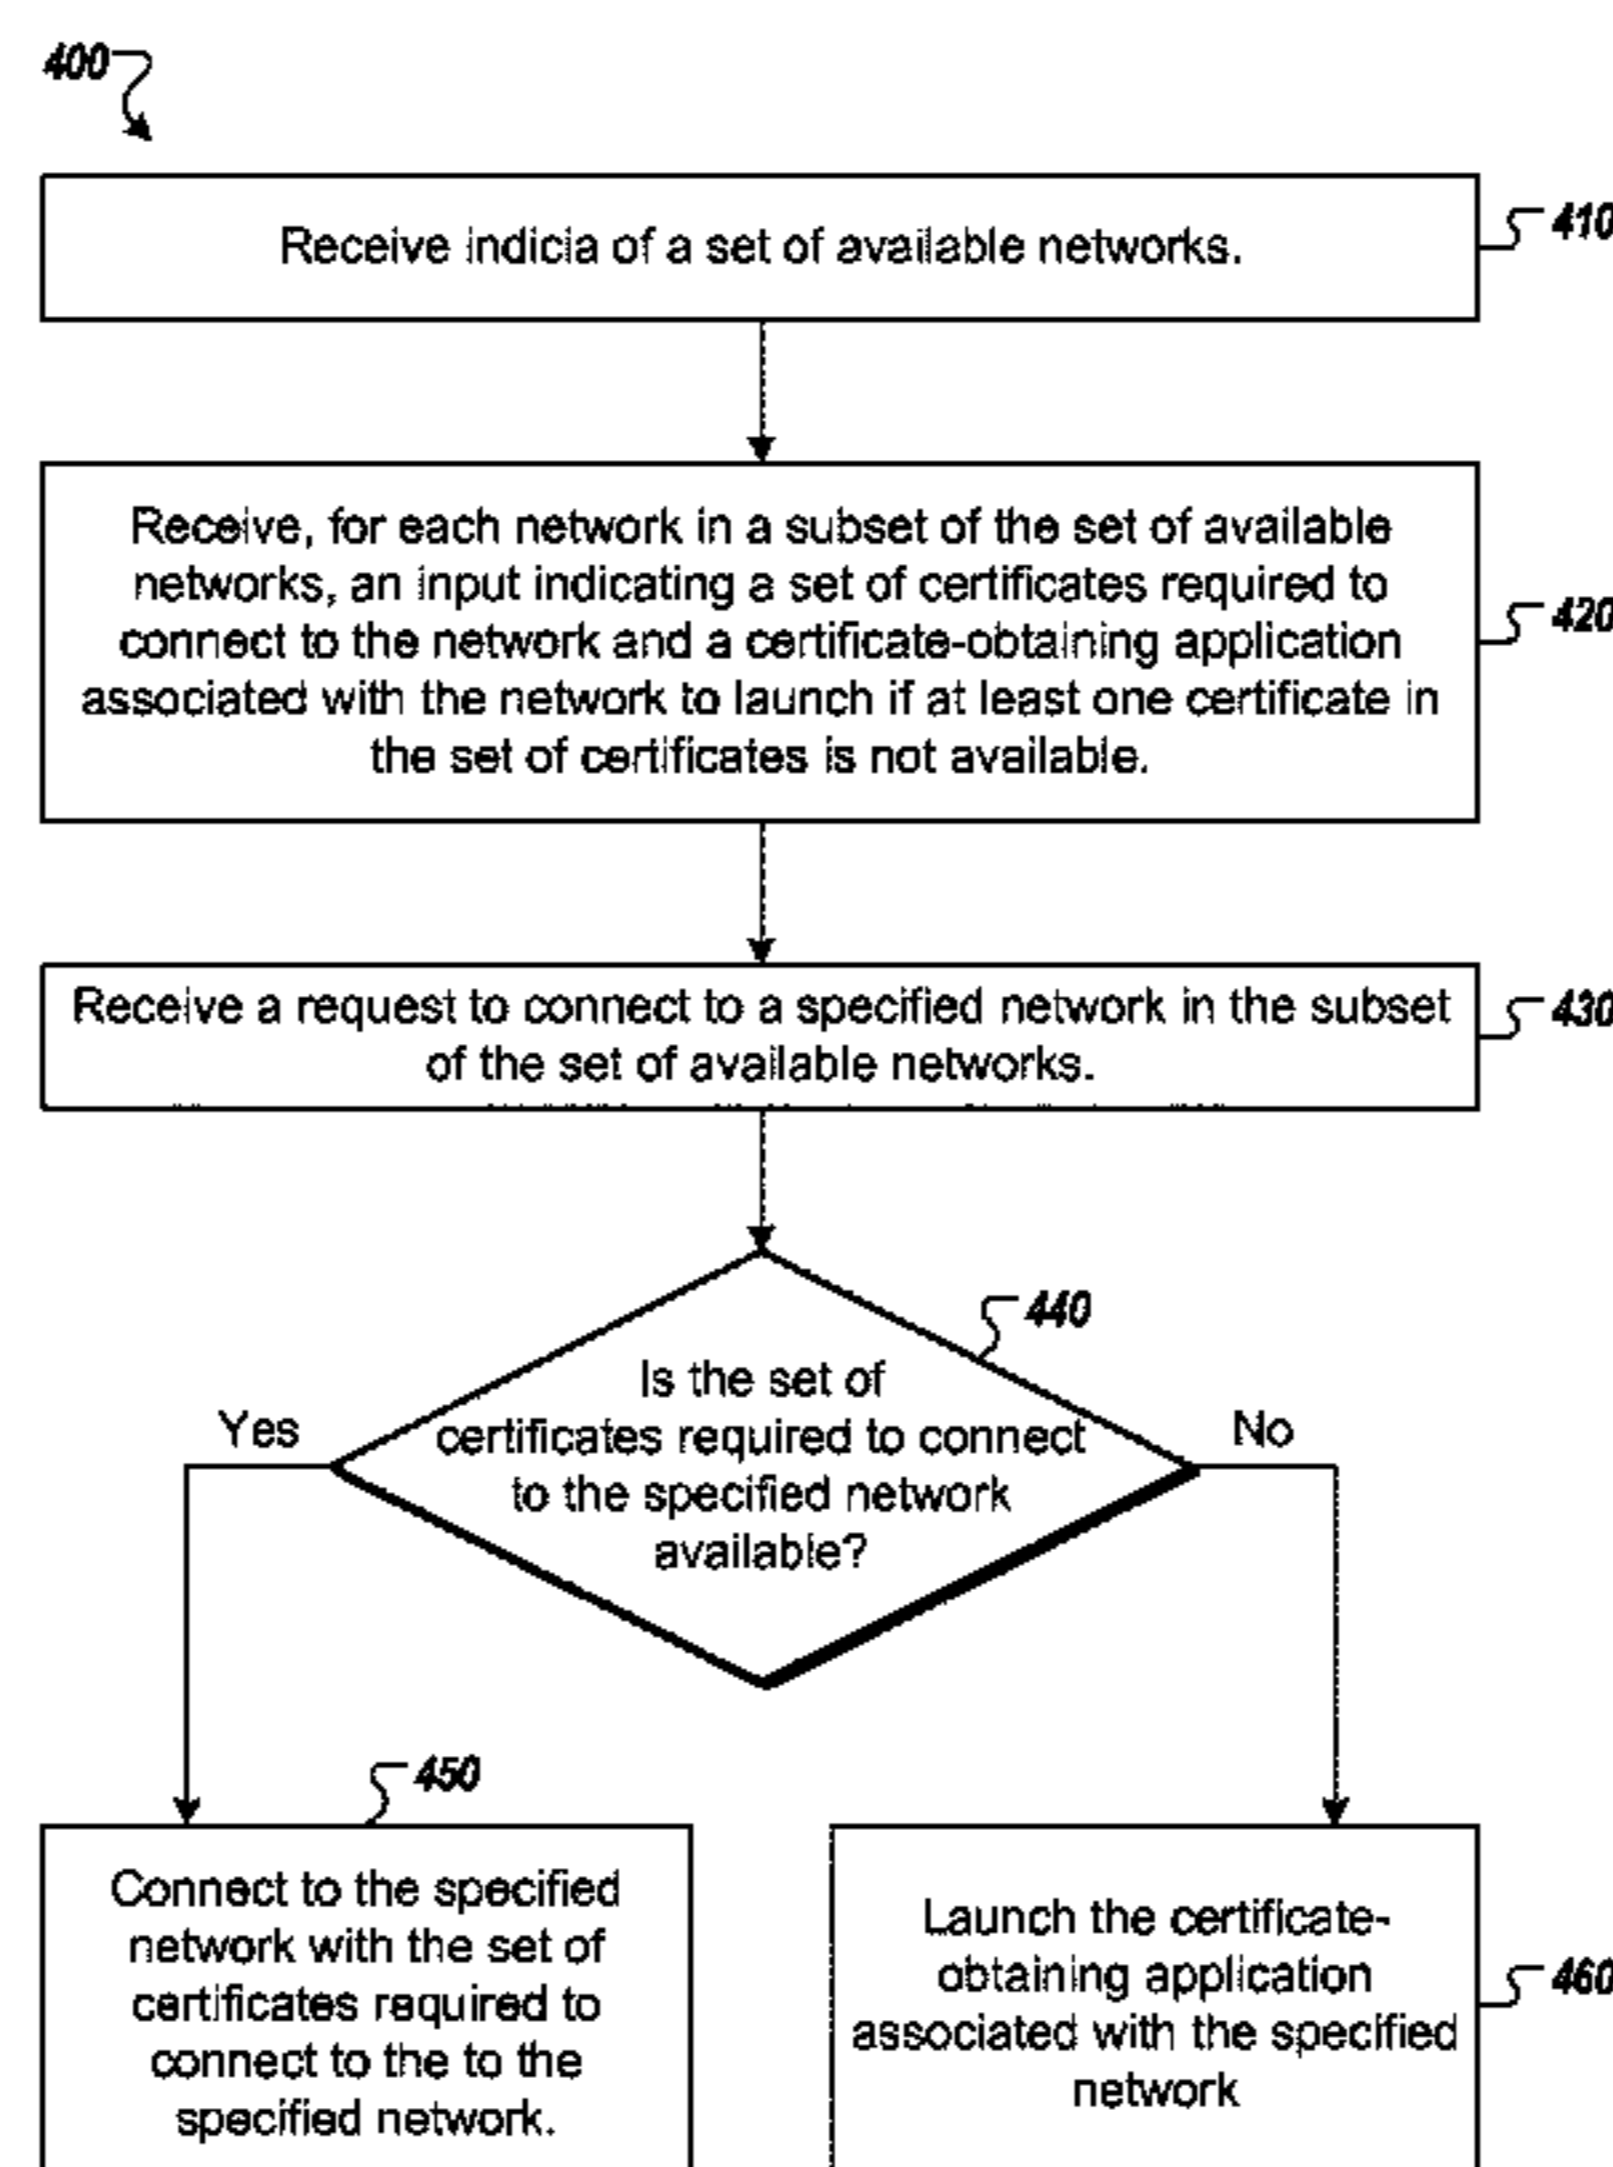 400
Receive indicia of a set of available networks.
410
Receive, for each network in a subset of the set of available
networks, an input indicating a set of certificates required to
connect to the network and a certificate-obtaining application
associated with the network to launch if at least one certificate in
the set of certificates is not available.
420
Receive a request to connect to a specified network in the subset
of the set of available networks.
430
440
Is the set of
certificates required to connect
to the specified network
available?
Yes
No
450
Connect to the specified
network with the set of
certificates required to
connect to the to the
specified network.
Launch the certificate-
obtaining application
associated with the specified
network
460